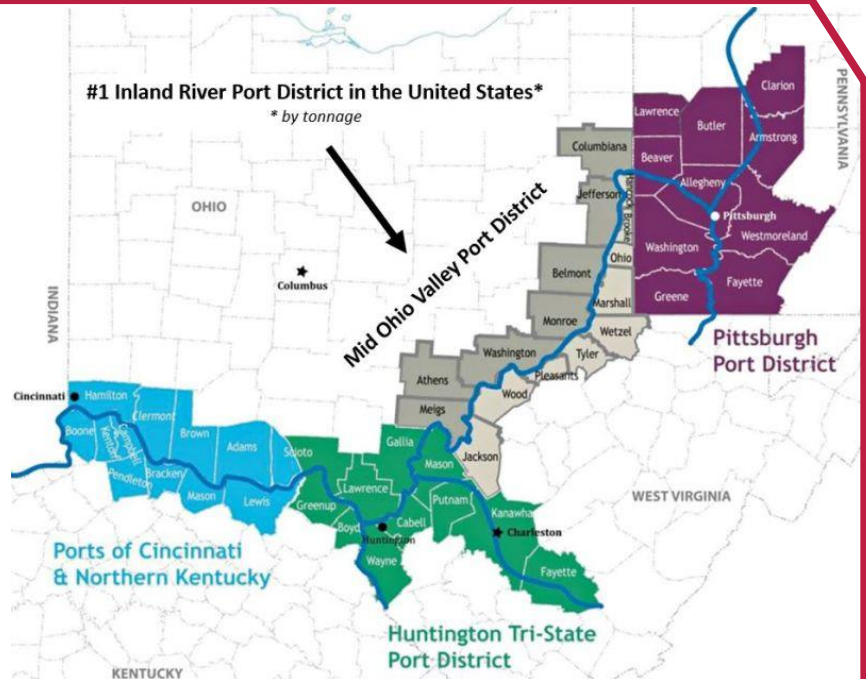 #1 Inland River Port District in the United States*
* by tonnage
PENNSYLVANIA
Clarion
Lawrence
Butler
Armstrong
Columbiana
Beaver
Allegheny
Jefferson
Hancock
Brooke
Pittsburgh
OHIO
Mid Ohio Valley Port District
Westmoreland
Washington
Ohio
Columbus
Belmont
Fayette
Greene
Marshall
INDIANA
Monroe
Wetzel
Pittsburgh
Port District
Washington
Tyler
Pleasants
Athens
Wood
Cincinnati
Hamilton
Meigs
Clermont
Boone
Kenton
Campbell
Brown
Adams
Scioto
Gallia
Mason
Jackson
Pendleton
Bracken
Mason
Lewis
Lawrence
Greenup
Putnam
Kanawha
WEST VIRGINIA
Boyd
Cabell
Huntington
Charleston
Wayne
Fayette
Ports of Cincinnati
& Northern Kentucky
Huntington Tri-State
Port District
KENTUCKY